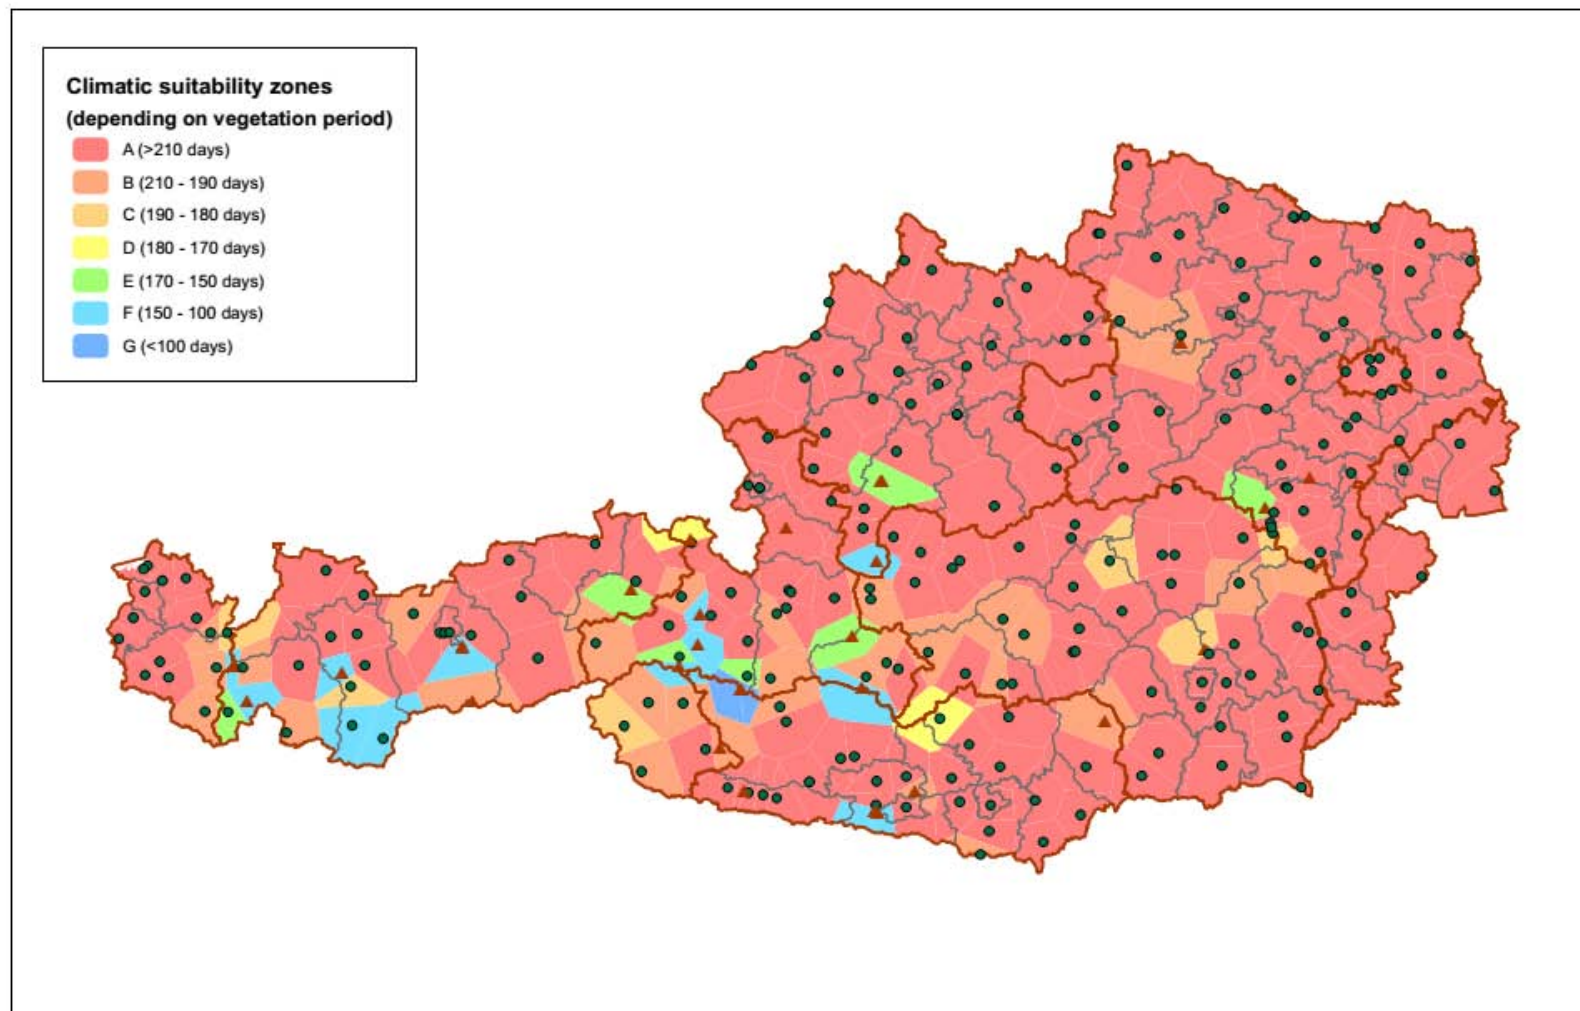 Climatic suitability zones
(depending on vegetation period)
A (>210 days)
B (210 - 190 days)
C (190 - 180 days)
D (180 - 170 days)
E (170 - 150 days)
F (150 - 100 days)
G (<100 days)